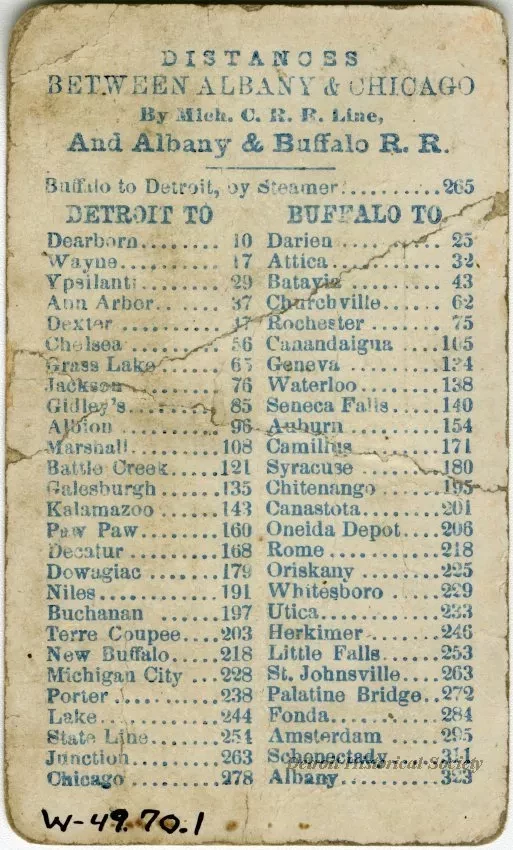 DISTANCES
BETWEEN ALBANY & CHICAGO
By Mich. C. R. R. Line,
And Albany & Buffalo R. R.
Buffalo to Detroit, by Steamer..........265
DETROIT TO
Dearborn........ 10
Wayne.......... 17
Ypsilanti........ 29
Ann Arbor....... 37
Dexter .......... 47
Chelsea ......... 56
Grass Lake...... 65
Jackson ......... 76
Gidley's......... 85
Albion .......... 96
Marshall........ 108
Battle Creek.....121
Galesburgh ......135
Kalamazoo ......143
Paw Paw........160
Decatur .........168
Dowagiac .......179
Niles............191
Buchanan .......197
Terre Coupee....203
New Buffalo.....218
Michigan City ...228
Porter ..........238
Lake............244
State Line.......254
Junction ........263
Chicago .........278
BUFFALO TO
Darien .......... 25
Attica........... 32
Batavia ......... 43
Churchville...... 62
Rochester ....... 75
Canandaigua ....105
Geneva .........134
Waterloo........138
Seneca Falls.....140
Auburn .........154
Camillus ........171
Syracuse ........180
Chitenango ......195
Canastota........201
Oneida Depot....206
Rome ...........218
Oriskany ........225
Whitesboro .....229
Utica............233
Herkimer........246
Little Falls......253
St. Johnsville....263
Palatine Bridge..272
Fonda...........284
Amsterdam .....295
Schenectady.....311
Albany..........323
Detroit Historical Society
W-49.70.1